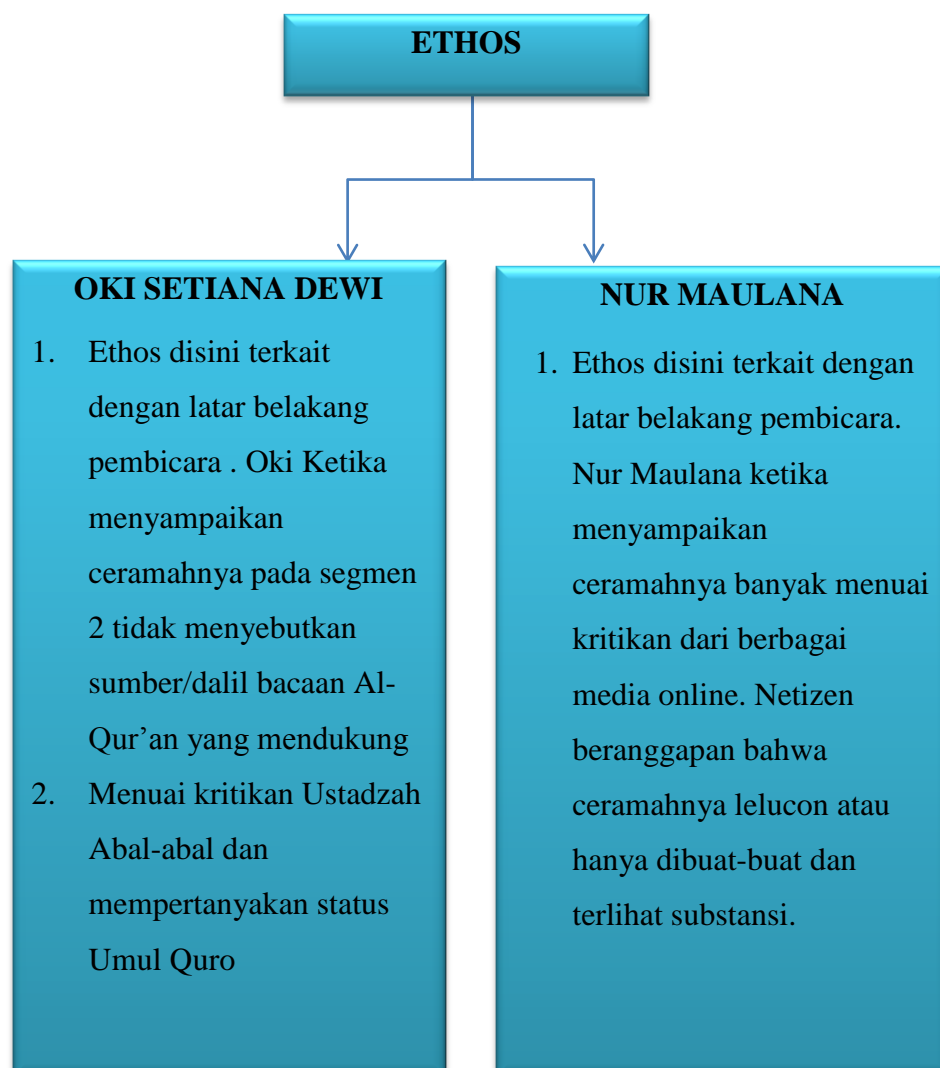 ETHOS
OKI SETIANA DEWI
1. Ethos disini terkait
dengan latar belakang
pembicara . Oki Ketika
menyampaikan
ceramahnya pada segmen
2 tidak menyebutkan
sumber/dalil bacaan Al-
Qur’an yang mendukung
2. Menuai kritikan Ustadzah
Abal-abal dan
mempertanyakan status
Umul Quro
NUR MAULANA
1. Ethos disini terkait dengan
latar belakang pembicara.
Nur Maulana ketika
menyampaikan
ceramahnya banyak menuai
kritikan dari berbagai
media online. Netizen
beranggapan bahwa
ceramahnya lelucon atau
hanya dibuat-buat dan
terlihat substansi.